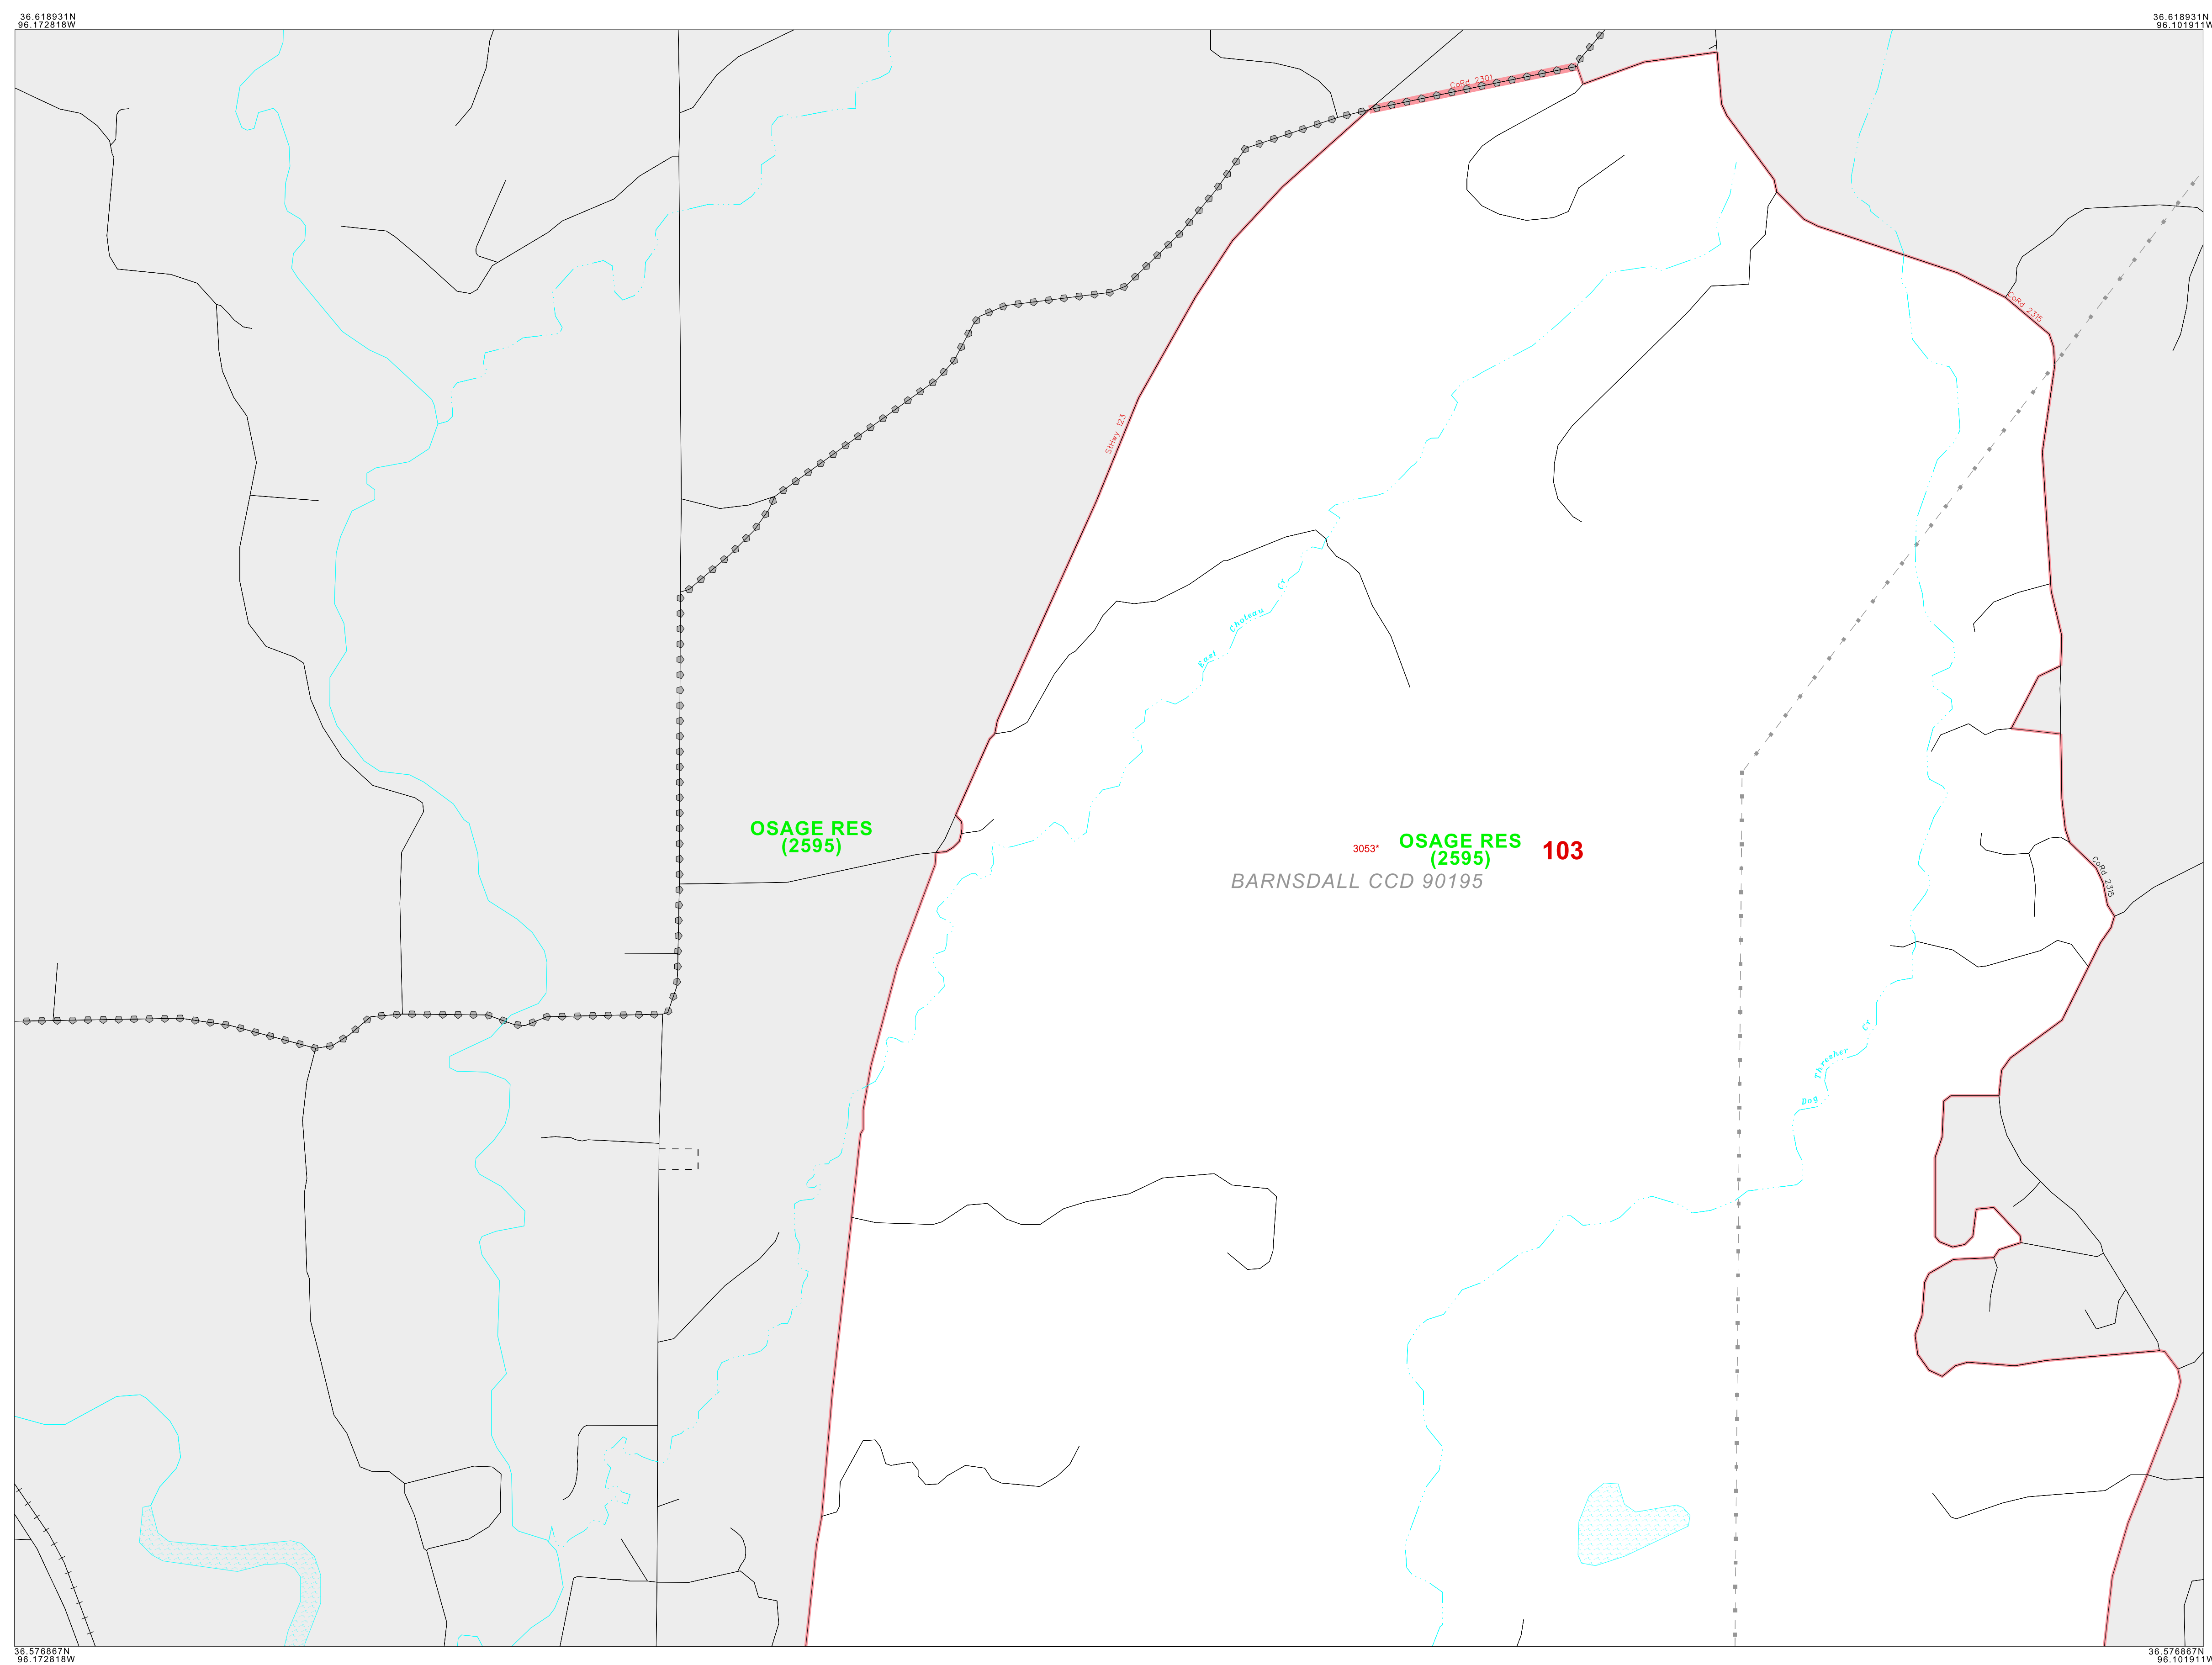 36.618931N
96.172818W
36.618931N
96.101911W
CoRd 2301
CoRd 2315
StHwy 123
East Choteau Cr
OSAGE RES
(2595)
3053*
OSAGE RES
(2595)
103
BARNSDALL CCD 90195
CoRd 2315
Dog Thresher Cr
36.576867N
96.172818W
36.576867N
96.101911W